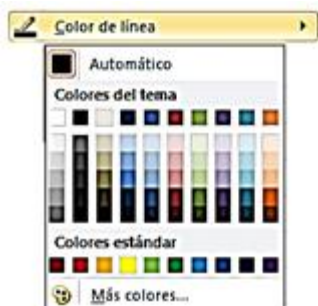 Color de línea
Automático
Colores del tema
Colores estándar
Más colores...